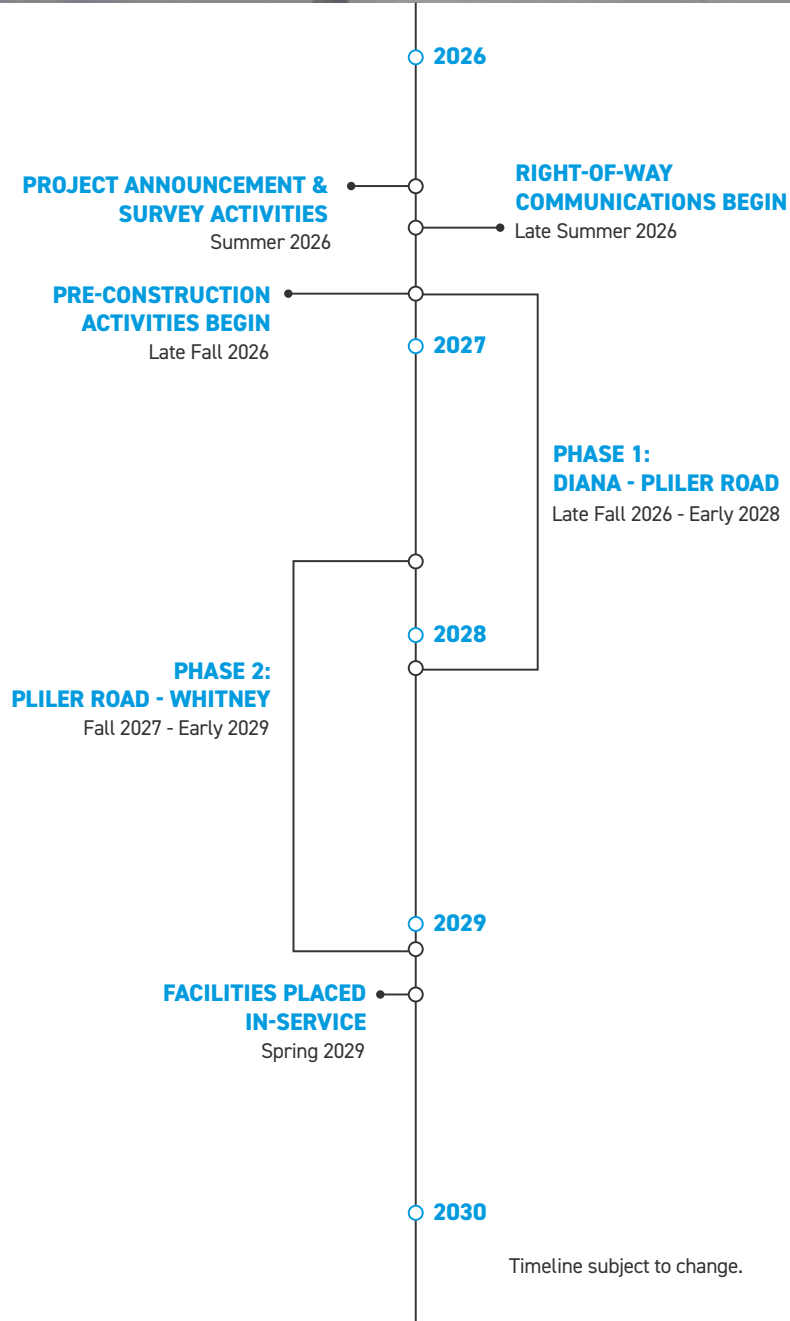 2026
PROJECT ANNOUNCEMENT &
SURVEY ACTIVITIES
Summer 2026
RIGHT-OF-WAY
COMMUNICATIONS BEGIN
Late Summer 2026
PRE-CONSTRUCTION
ACTIVITIES BEGIN
Late Fall 2026
2027
PHASE 1:
DIANA - PLILER ROAD
Late Fall 2026 - Early 2028
2028
PHASE 2:
PLILER ROAD - WHITNEY
Fall 2027 - Early 2029
2029
FACILITIES PLACED
IN-SERVICE
Spring 2029
2030
Timeline subject to change.